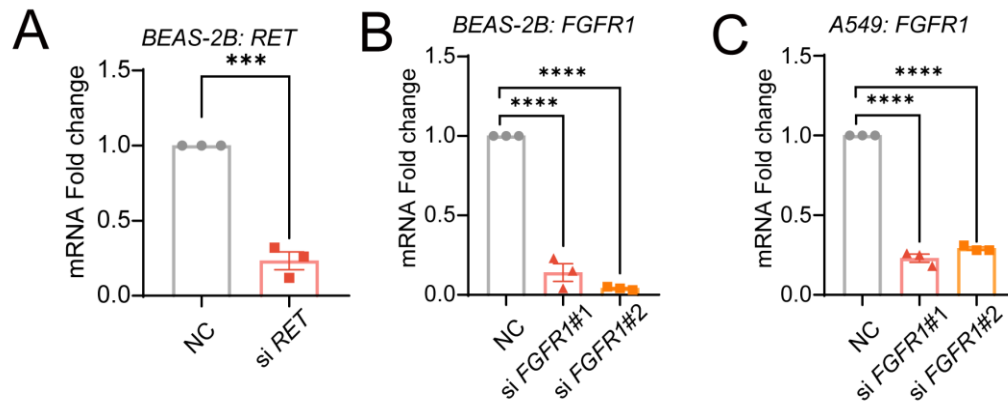 A
BEAS-2B: RET
mRNA Fold change
1.5
1.0
0.5
0.0
***
NC
si RET
B
BEAS-2B: FGFR1
mRNA Fold change
1.5
1.0
0.5
0.0
****
****
NC
si FGFR1#1
si FGFR1#2
C
A549: FGFR1
mRNA Fold change
1.5
1.0
0.5
0.0
****
****
NC
si FGFR1#1
si FGFR1#2